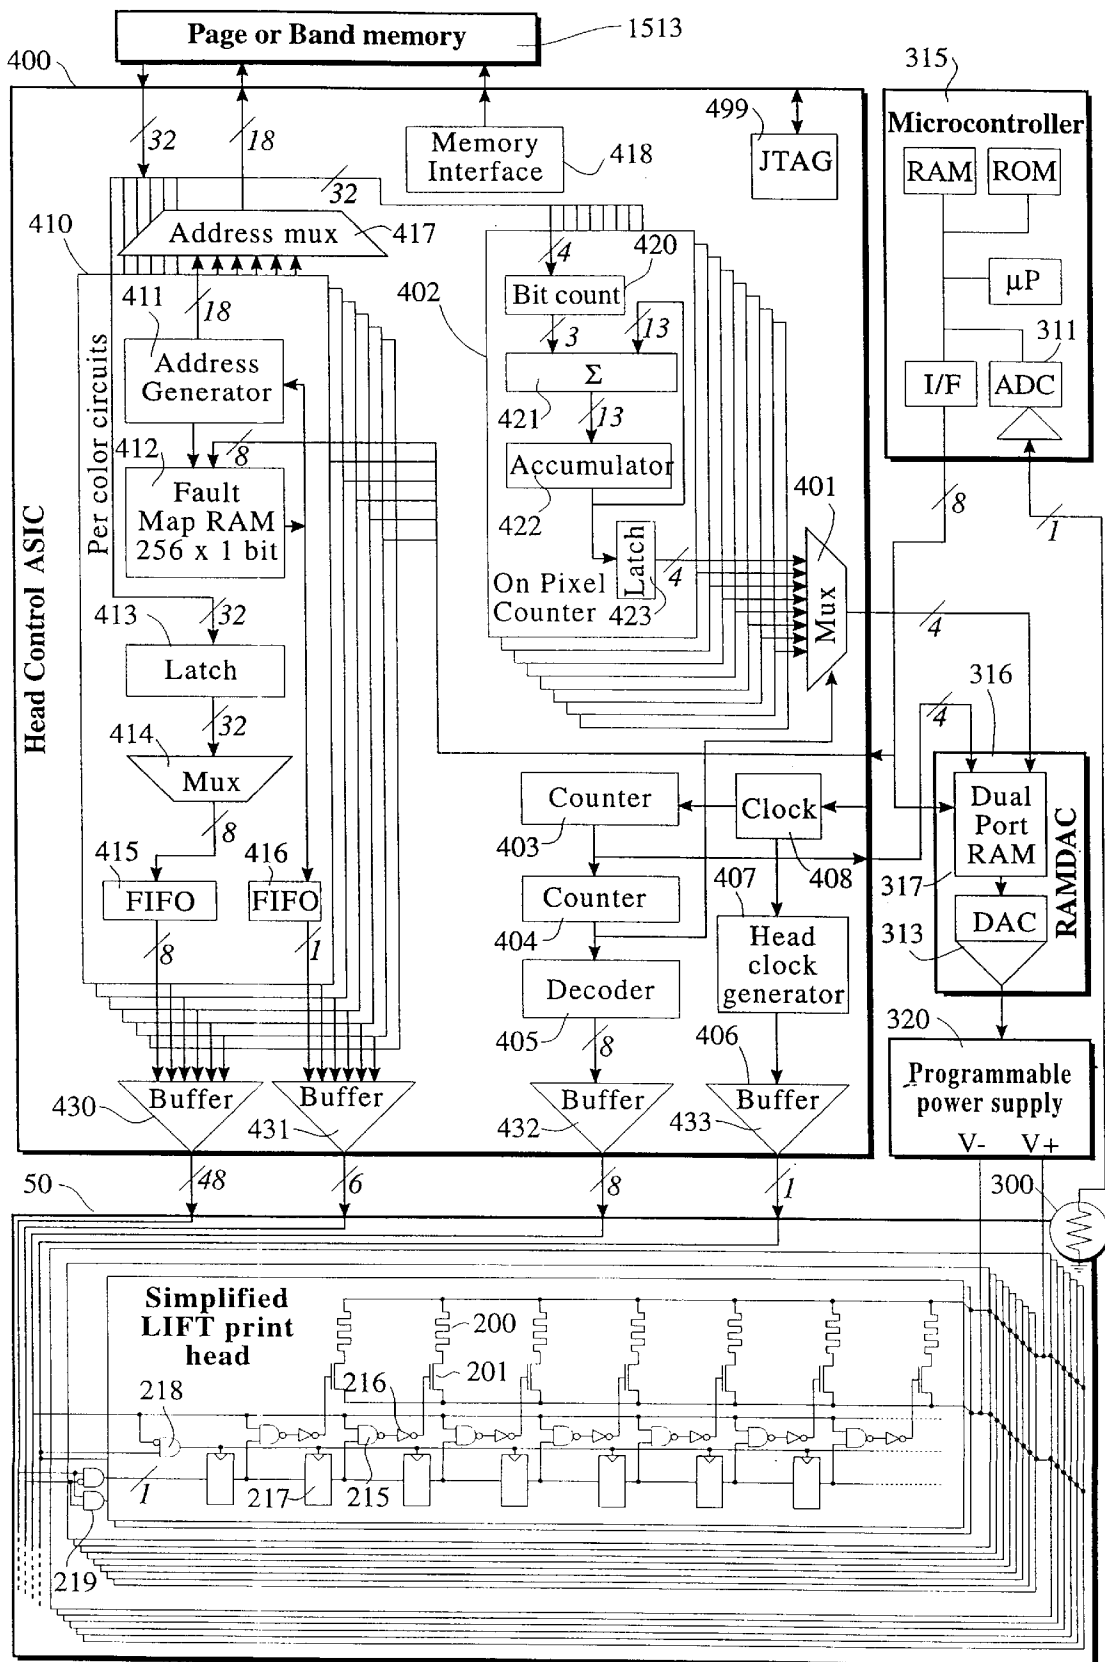 Page or Band memory
1513
400
315
32
18
Memory
Interface
418
499
JTAG
Microcontroller
RAM
ROM
32
Address mux
417
410
4
420
µP
411
18
402
Bit count
3
13
311
Address
Generator
Σ
I/F
ADC
421
13
Per color circuits
412
8
Accumulator
422
401
Fault
Map RAM
256 x 1 bit
8
1
Latch
4
423
On Pixel
Counter
Mux
4
Head Control ASIC
32
413
Latch
32
316
4
414
Mux
8
Counter
403
Clock
408
Dual
Port
RAM
317
RAMDAC
415
FIFO
416
FIFO
407
Counter
404
DAC
313
8
1
Head
clock
generator
Decoder
405
8
406
320
Programmable
power supply
V-
V+
Buffer
430
Buffer
431
Buffer
432
Buffer
433
48
6
8
1
50
300
Simplified
LIFT print
head
200
201
216
218
1
217
215
219